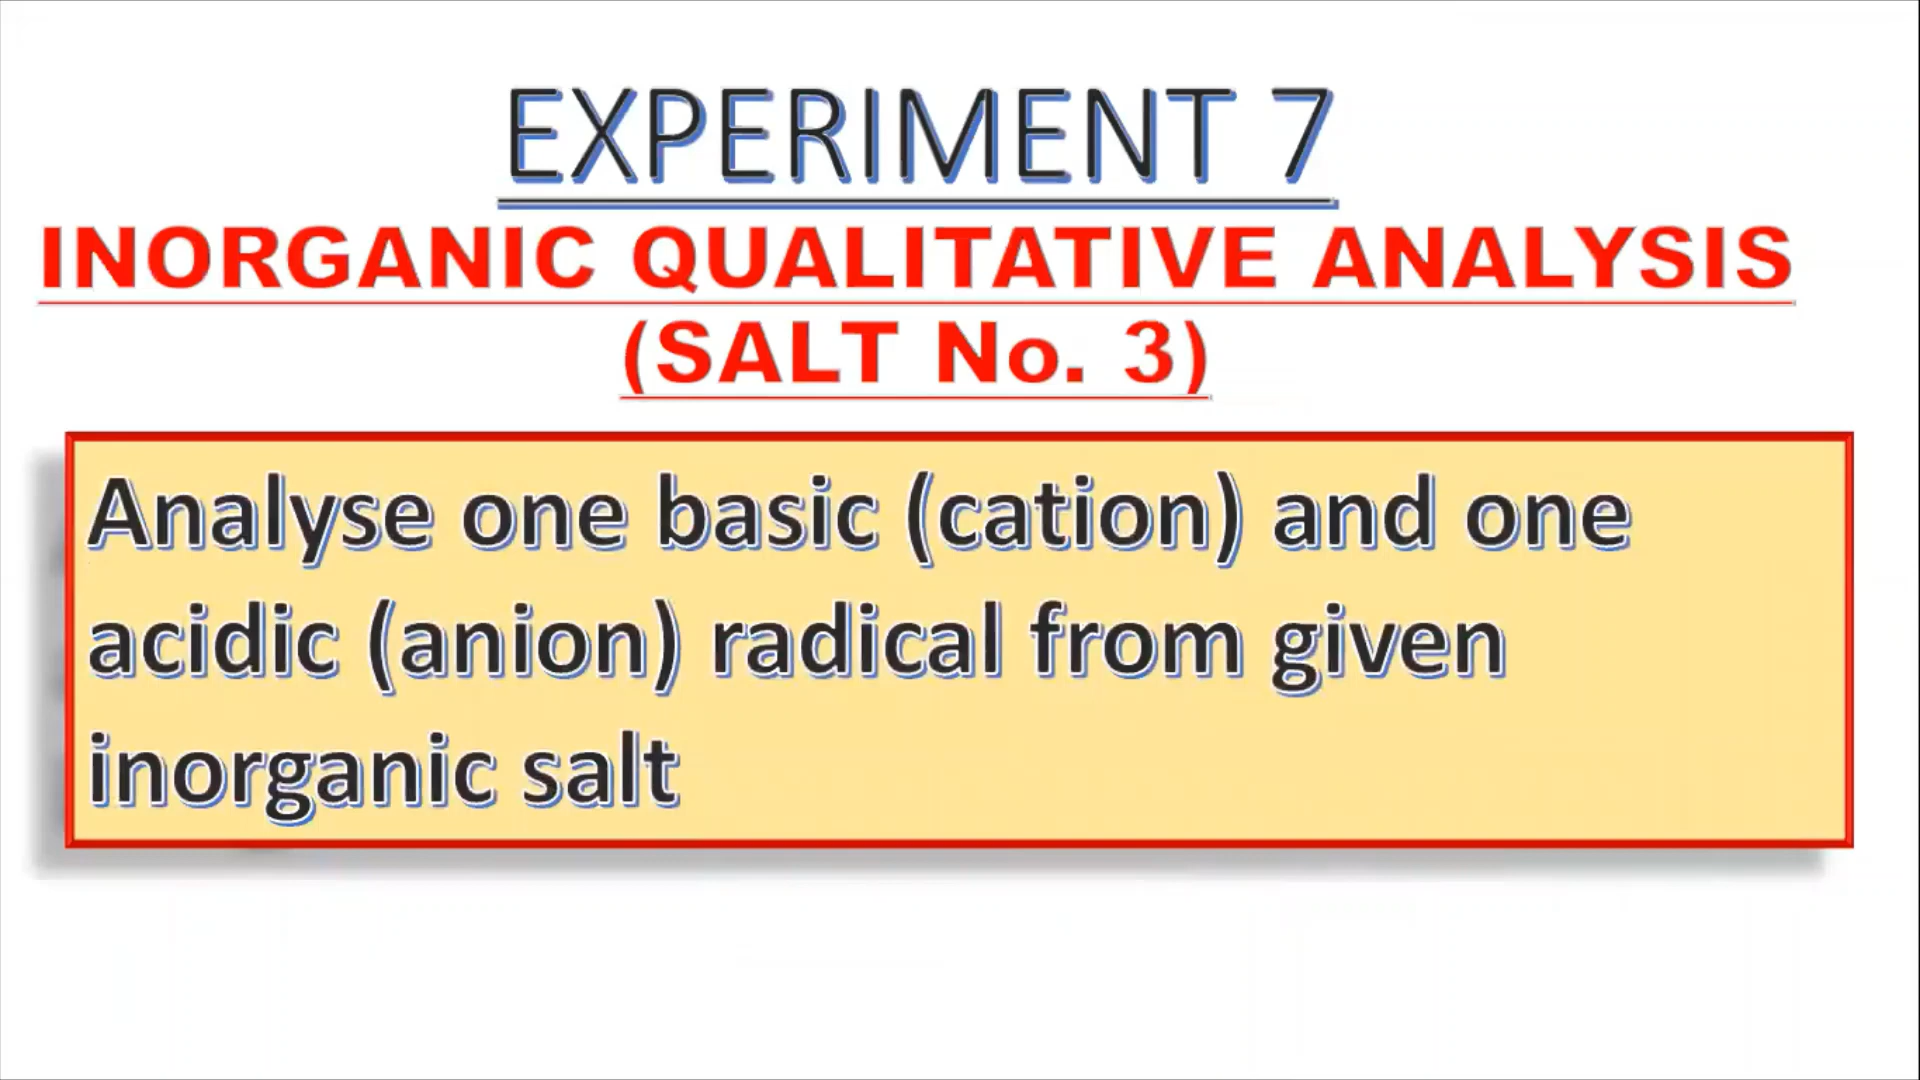 EXPERIMENT 7
INORGANIC QUALITATIVE ANALYSIS
(SALT No. 3)
Analyse one basic (cation) and one
acidic (anion) radical from given
inorganic salt